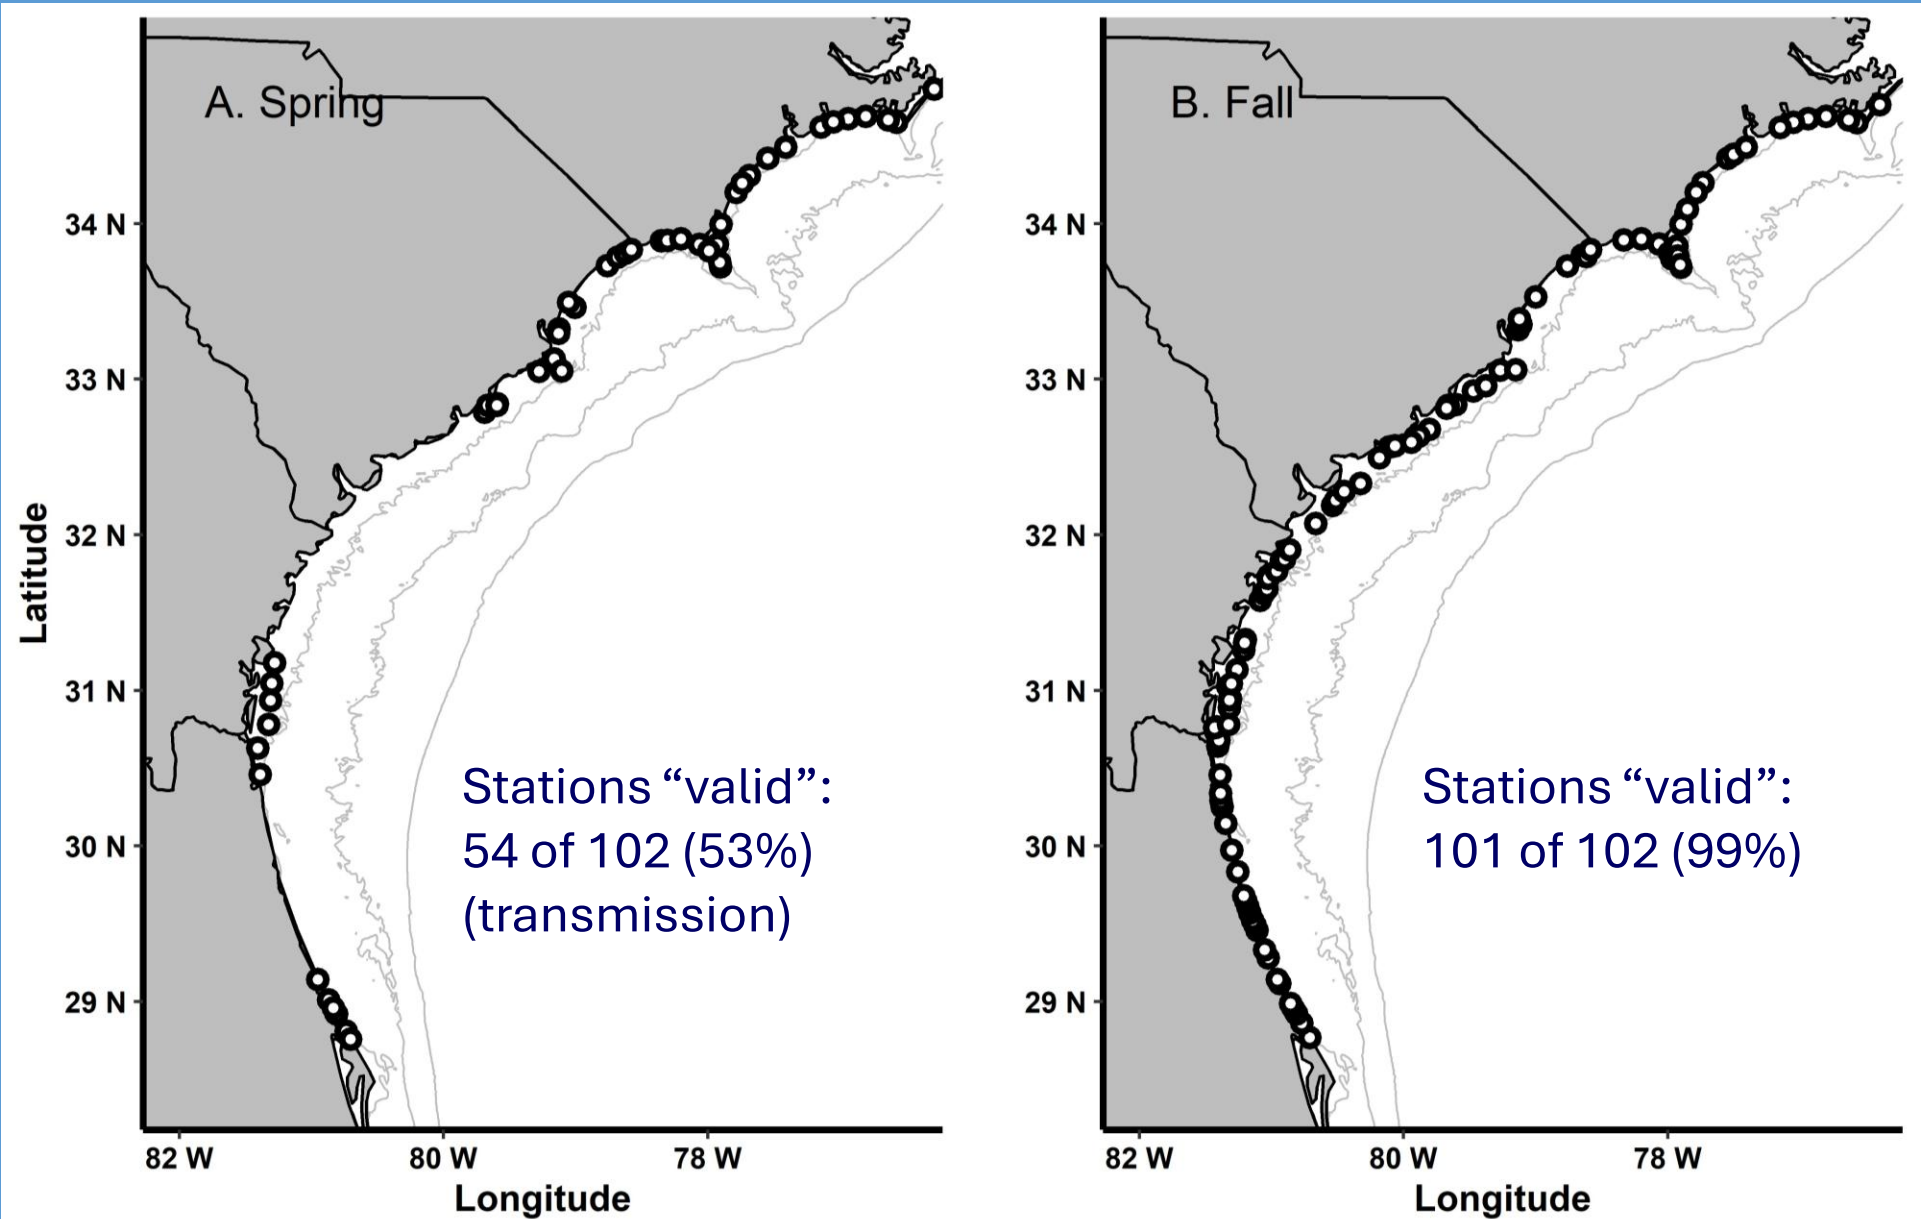 A. Spring
34 N
33 N
32 N
31 N
30 N
29 N
Latitude
82 W
80 W
78 W
Longitude
Stations “valid”:
54 of 102 (53%)
(transmission)
B. Fall
34 N
33 N
32 N
31 N
30 N
29 N
82 W
80 W
78 W
Longitude
Stations “valid”:
101 of 102 (99%)